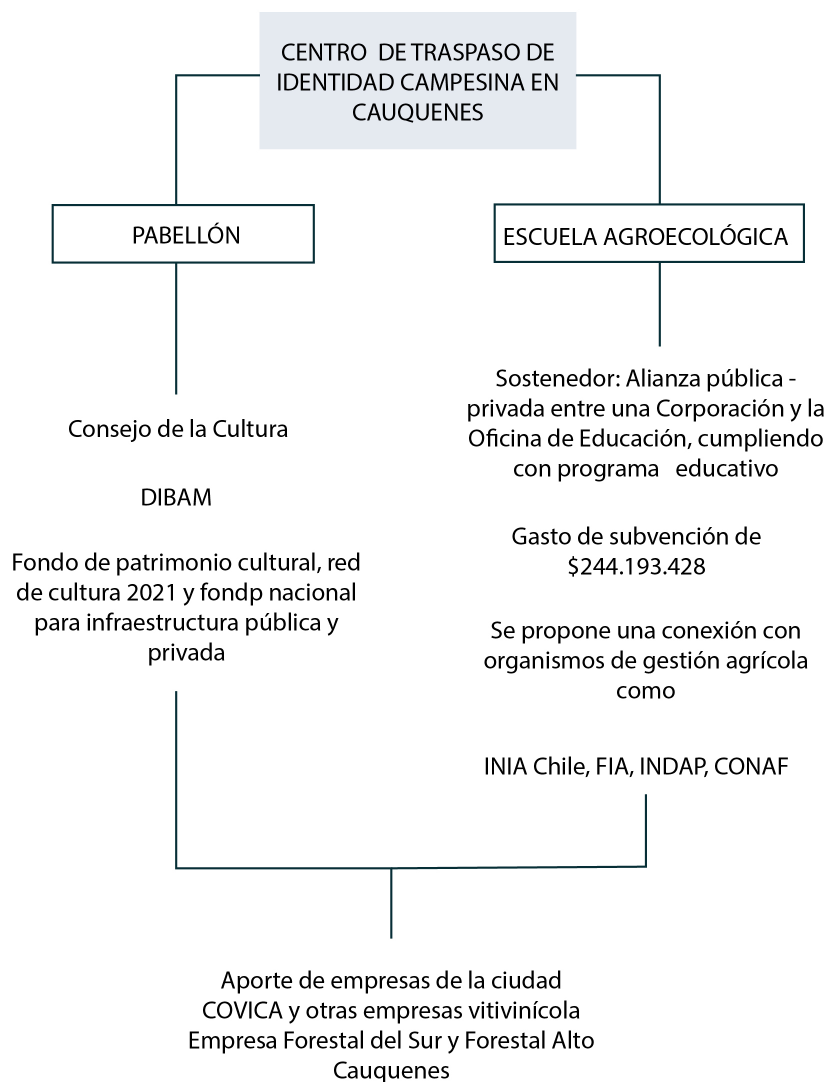 CENTRO DE TRASPASO DE
IDENTIDAD CAMPESINA EN
CAUQUENES
PABELLÓN
Consejo de la Cultura
DIBAM
Fondo de patrimonio cultural, red
de cultura 2021 y fondp nacional
para infraestructura pública y
privada
ESCUELA AGROECOLÓGICA
Sostenedor: Alianza pública -
privada entre una Corporación y la
Oficina de Educación, cumpliendo
con programa educativo
Gasto de subvención de
$244.193.428
Se propone una conexión con
organismos de gestión agrícola
como
INIA Chile, FIA, INDAP, CONAF
Aporte de empresas de la ciudad
COVICA y otras empresas vitivinícola
Empresa Forestal del Sur y Forestal Alto
Cauquenes